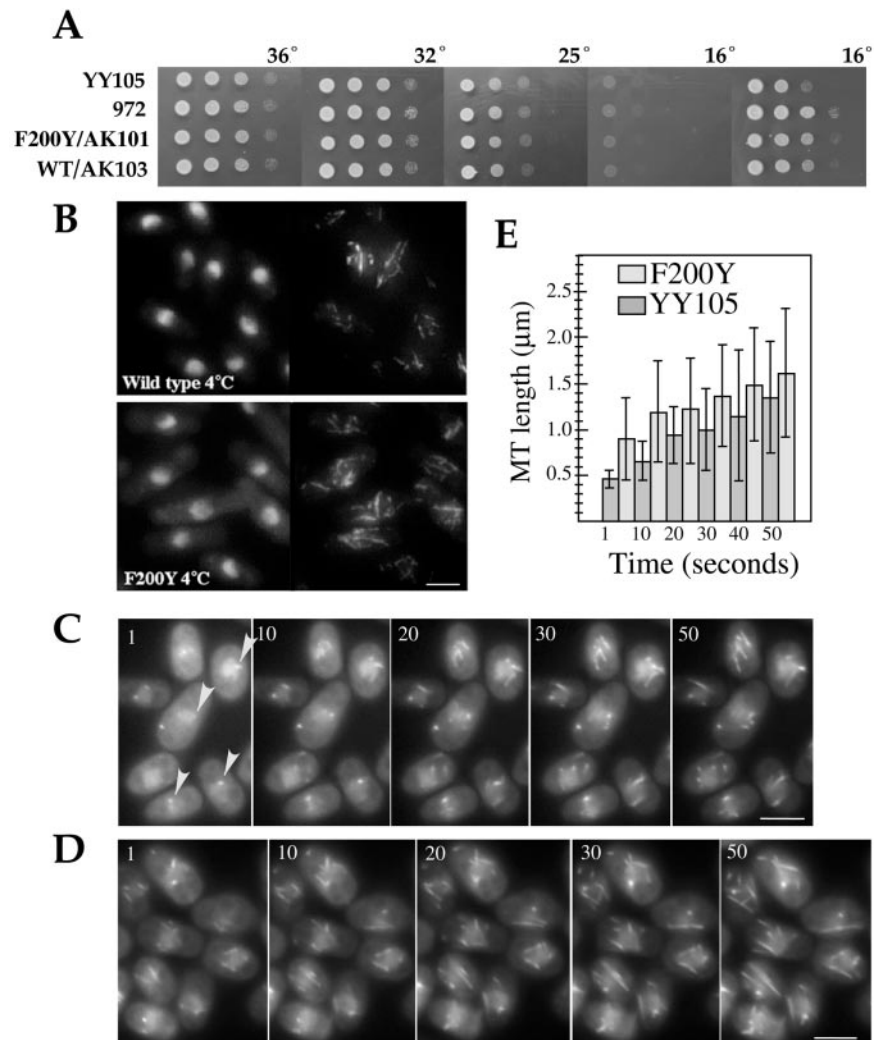 A
36° 32° 25° 16° 16°
YY105
972
F200Y/AK101
WT/AK103
B
Wild type 4°C
F200Y 4°C
E
F200Y
YY105
MT length (μm)
2.5
2.0
1.5
1.0
0.5
1 10 20 30 40 50
Time (seconds)
C
1 10 20 30 50
D
1 10 20 30 50